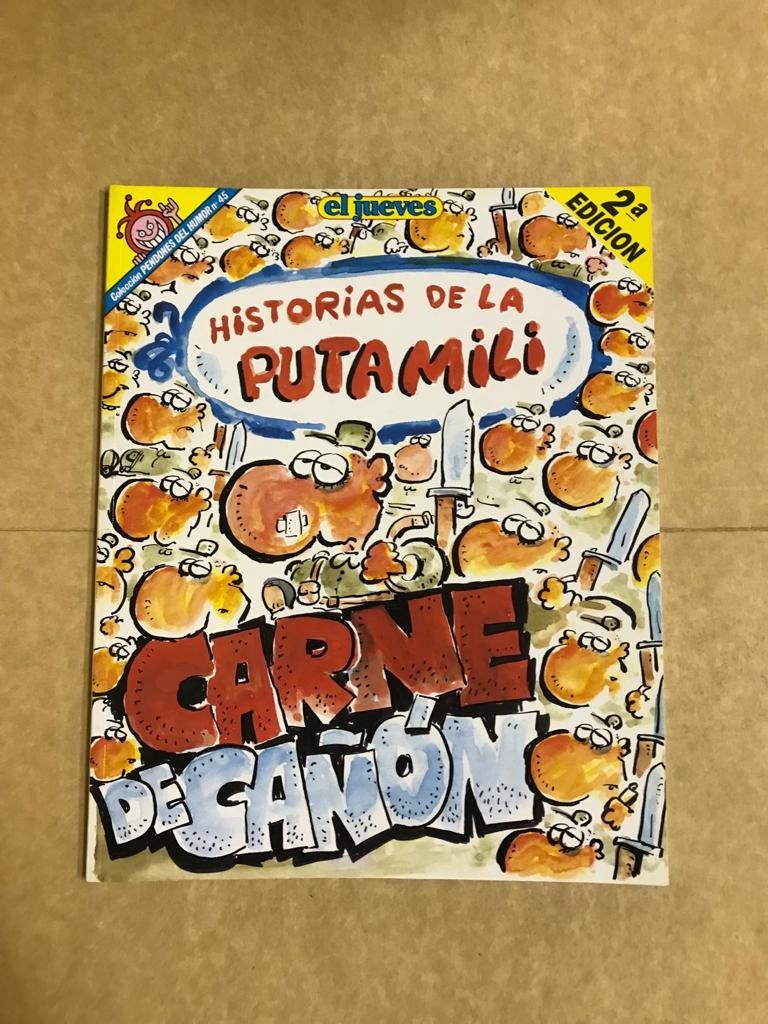 Colección PENDONES DEL HUMOR nº 45
el jueves
2ª
EDICION
HISTORIAS DE LA
PUTA MILI
CARNE
DE CAÑÓN